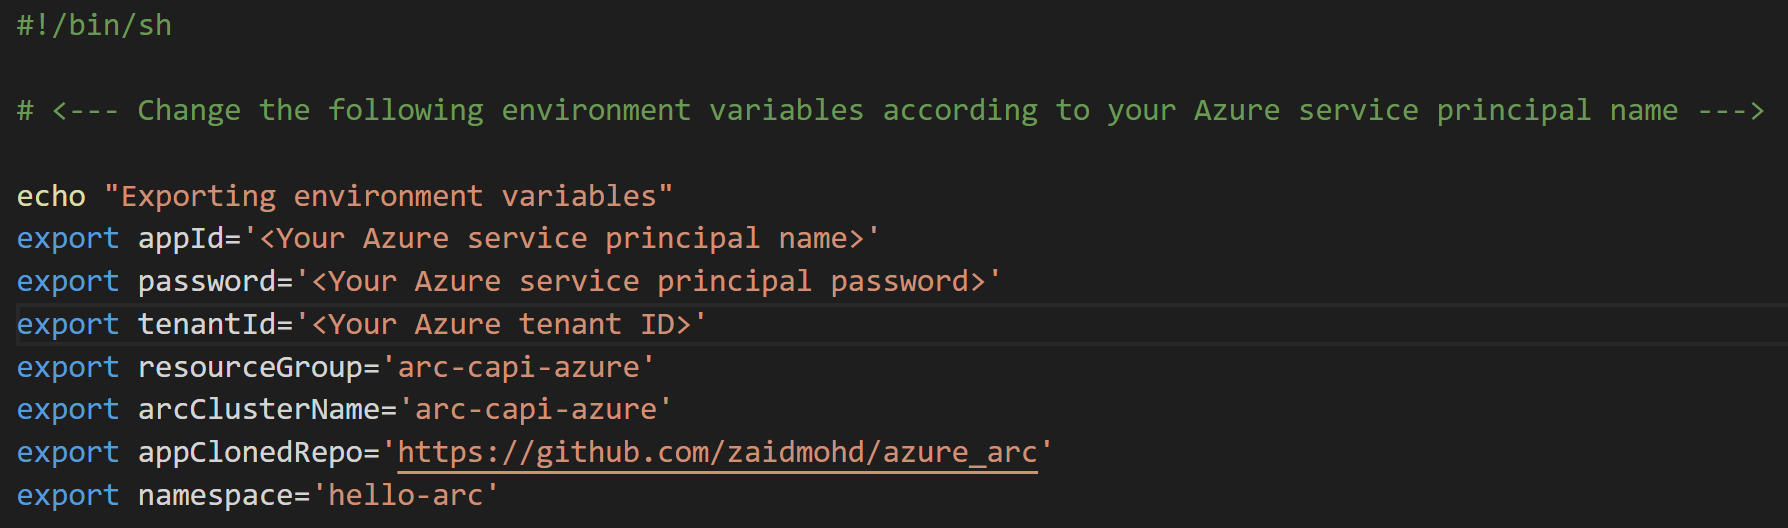 #!/bin/sh
# <--- Change the following environment variables according to your Azure service principal name --->
echo "Exporting environment variables"
export appId='<Your Azure service principal name>'
export password='<Your Azure service principal password>'
export tenantId='<Your Azure tenant ID>'
export resourceGroup='arc-capi-azure'
export arcClusterName='arc-capi-azure'
export appClonedRepo='https://github.com/zaidmohd/azure_arc'
export namespace='hello-arc'